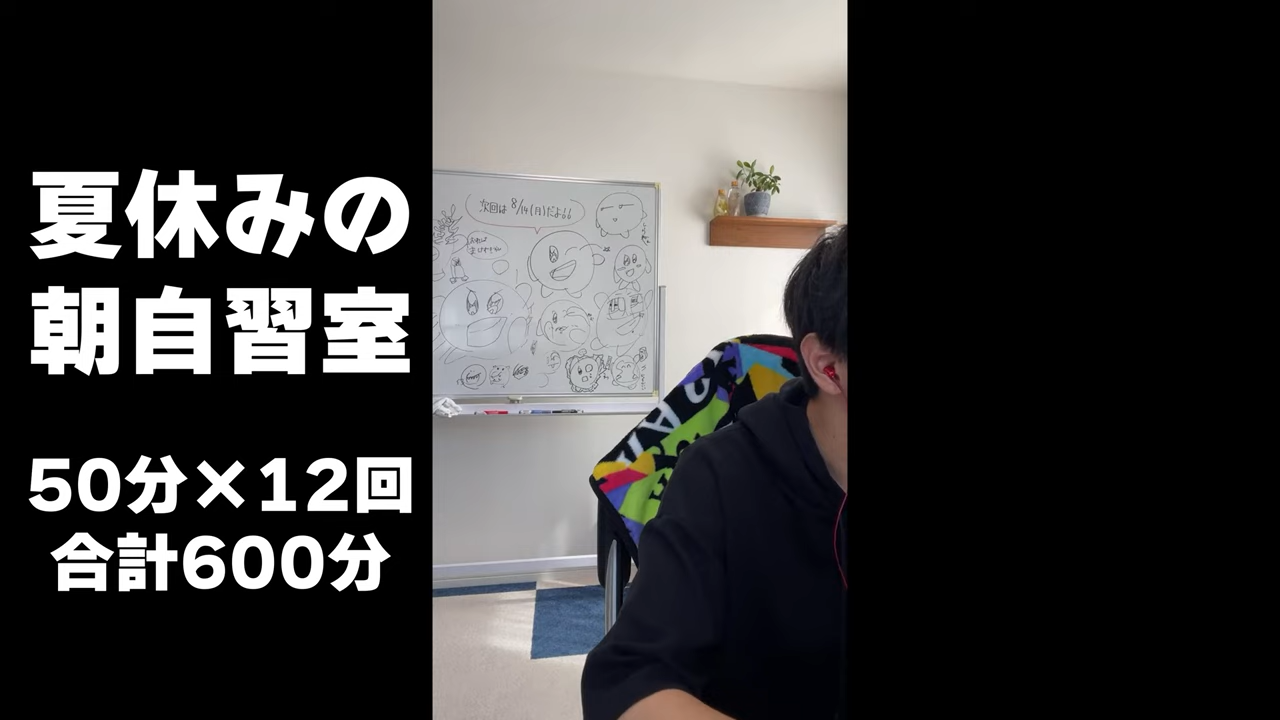 夏休みの
朝自習室
50分×12回
合計600分
次回は 8/14(月)だよ!!